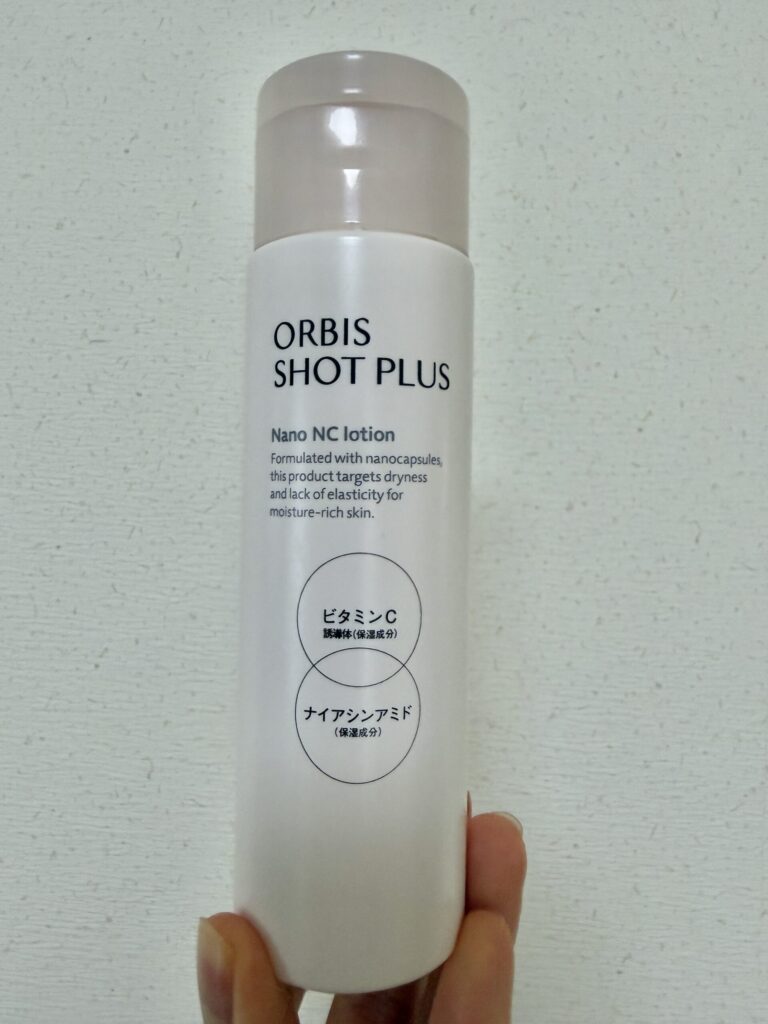 ORBIS
SHOT PLUS
Nano NC lotion
Formulated with nanocapsules,
this product targets dryness
and lack of elasticity for
moisture-rich skin.
ビタミンC
誘導体(保湿成分)
ナイアシンアミド
(保湿成分)